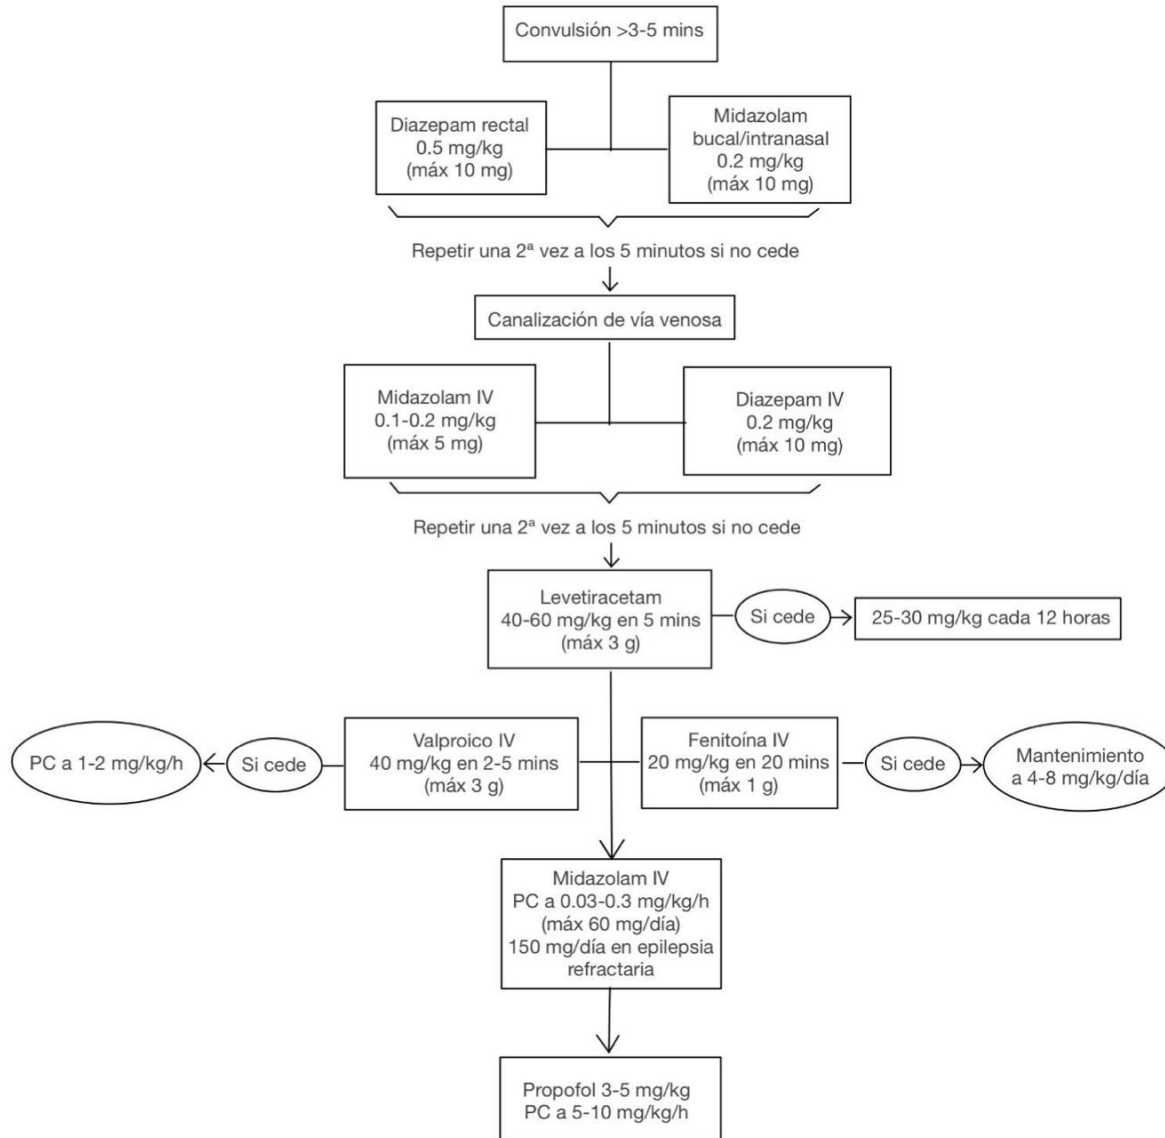 Convulsión >3-5 mins
Diazepam rectal
0.5 mg/kg
(máx 10 mg)
Midazolam
bucal/intranasal
0.2 mg/kg
(máx 10 mg)
Repetir una 2ª vez a los 5 minutos si no cede
Canalización de vía venosa
Midazolam IV
0.1-0.2 mg/kg
(máx 5 mg)
Diazepam IV
0.2 mg/kg
(máx 10 mg)
Repetir una 2ª vez a los 5 minutos si no cede
Levetiracetam
40-60 mg/kg en 5 mins
(máx 3 g)
Si cede
25-30 mg/kg cada 12 horas
PC a 1-2 mg/kg/h
Si cede
Valproico IV
40 mg/kg en 2-5 mins
(máx 3 g)
Fenitoína IV
20 mg/kg en 20 mins
(máx 1 g)
Si cede
Mantenimiento
a 4-8 mg/kg/día
Midazolam IV
PC a 0.03-0.3 mg/kg/h
(máx 60 mg/día)
150 mg/día en epilepsia
refractaria
Propofol 3-5 mg/kg
PC a 5-10 mg/kg/h